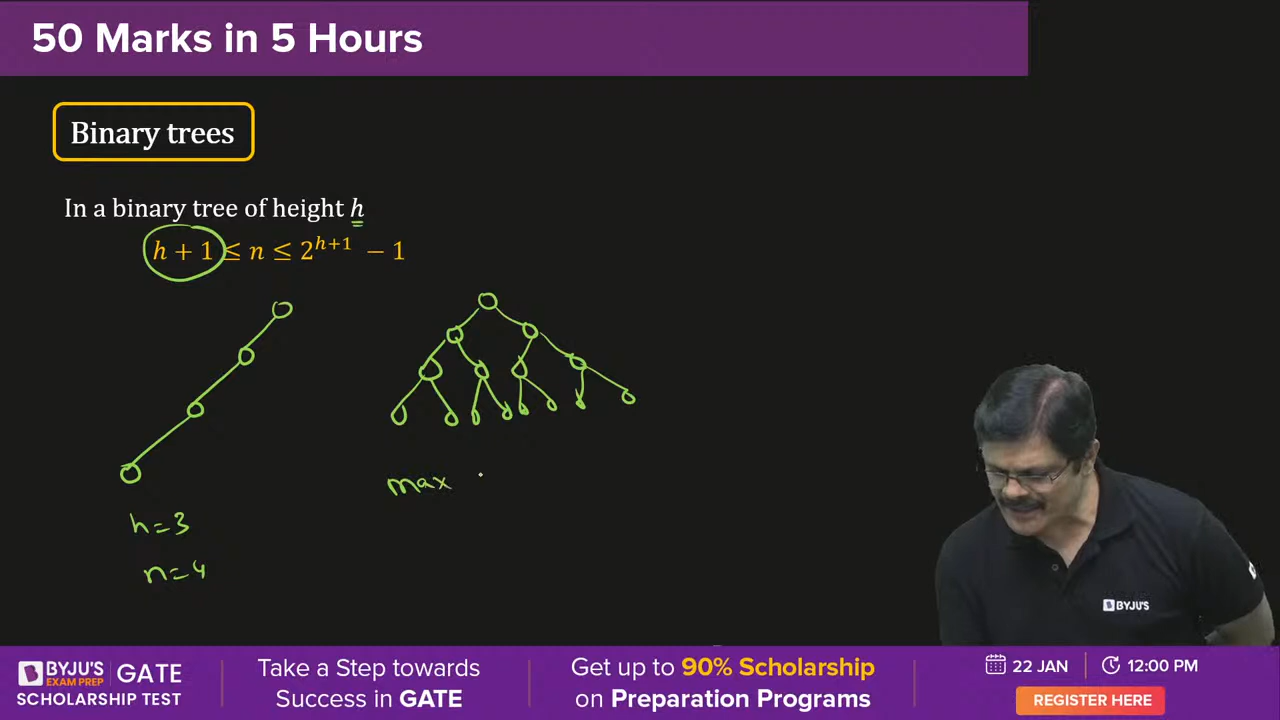 50 Marks in 5 Hours
Binary trees
In a binary tree of height h
h + 1 ≤ n ≤ 2^{h+1} − 1
max
h=3
n=4
BYJU'S
BYJU'S EXAM PREP
GATE
SCHOLARSHIP TEST
Take a Step towards
Success in GATE
Get up to 90% Scholarship
on Preparation Programs
22 JAN
12:00 PM
REGISTER HERE